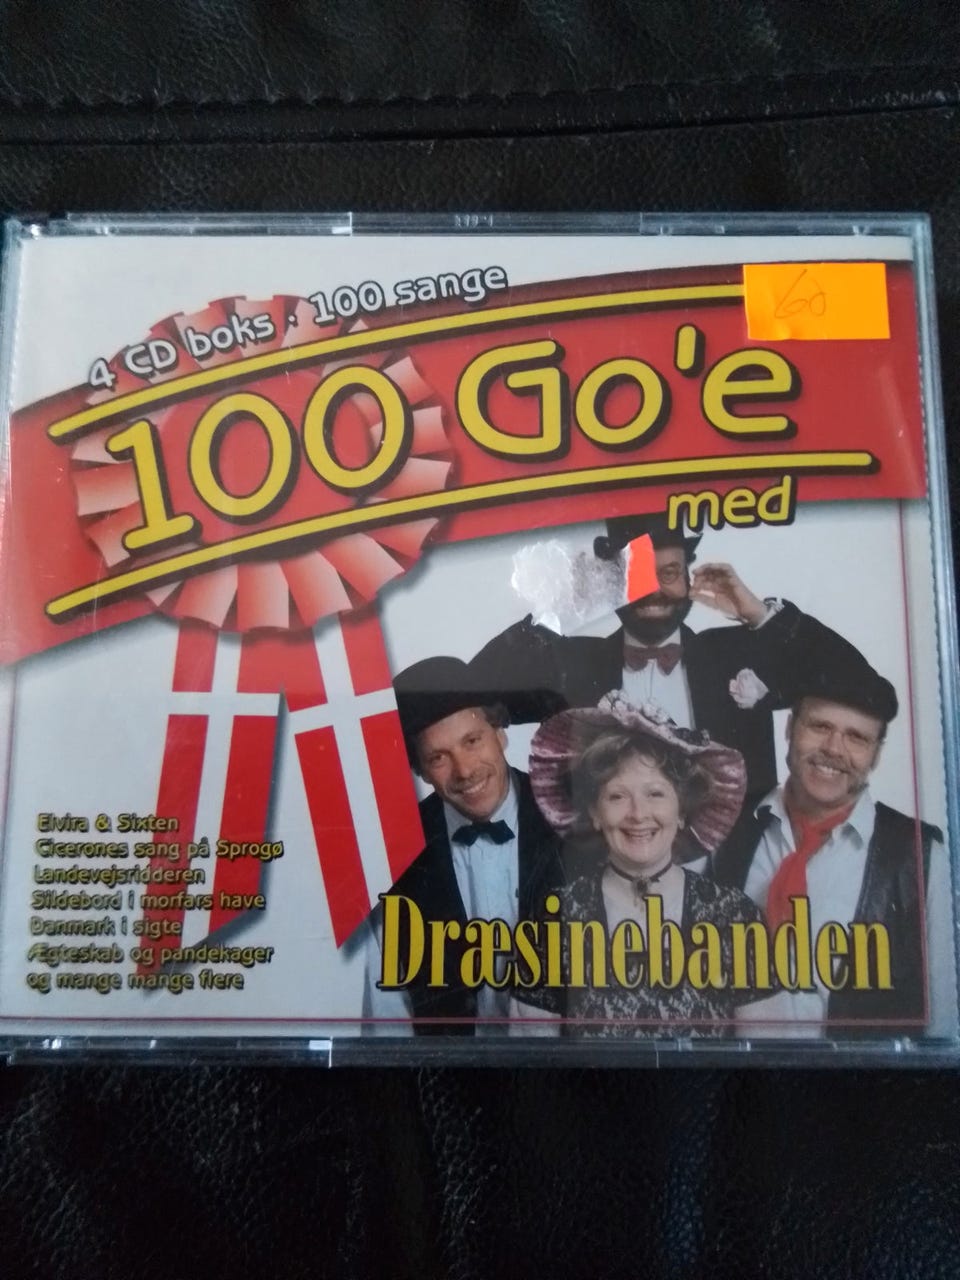 4 CD boks · 100 sange
60
100 Go'e
med
Elvira & Sixten
Cicerones sang på Sprogø
Landevejsridderen
Sildebord i morfars have
Danmark i sigte
Ægteskab og pandekager
og mange mange flere
Dræsinebanden